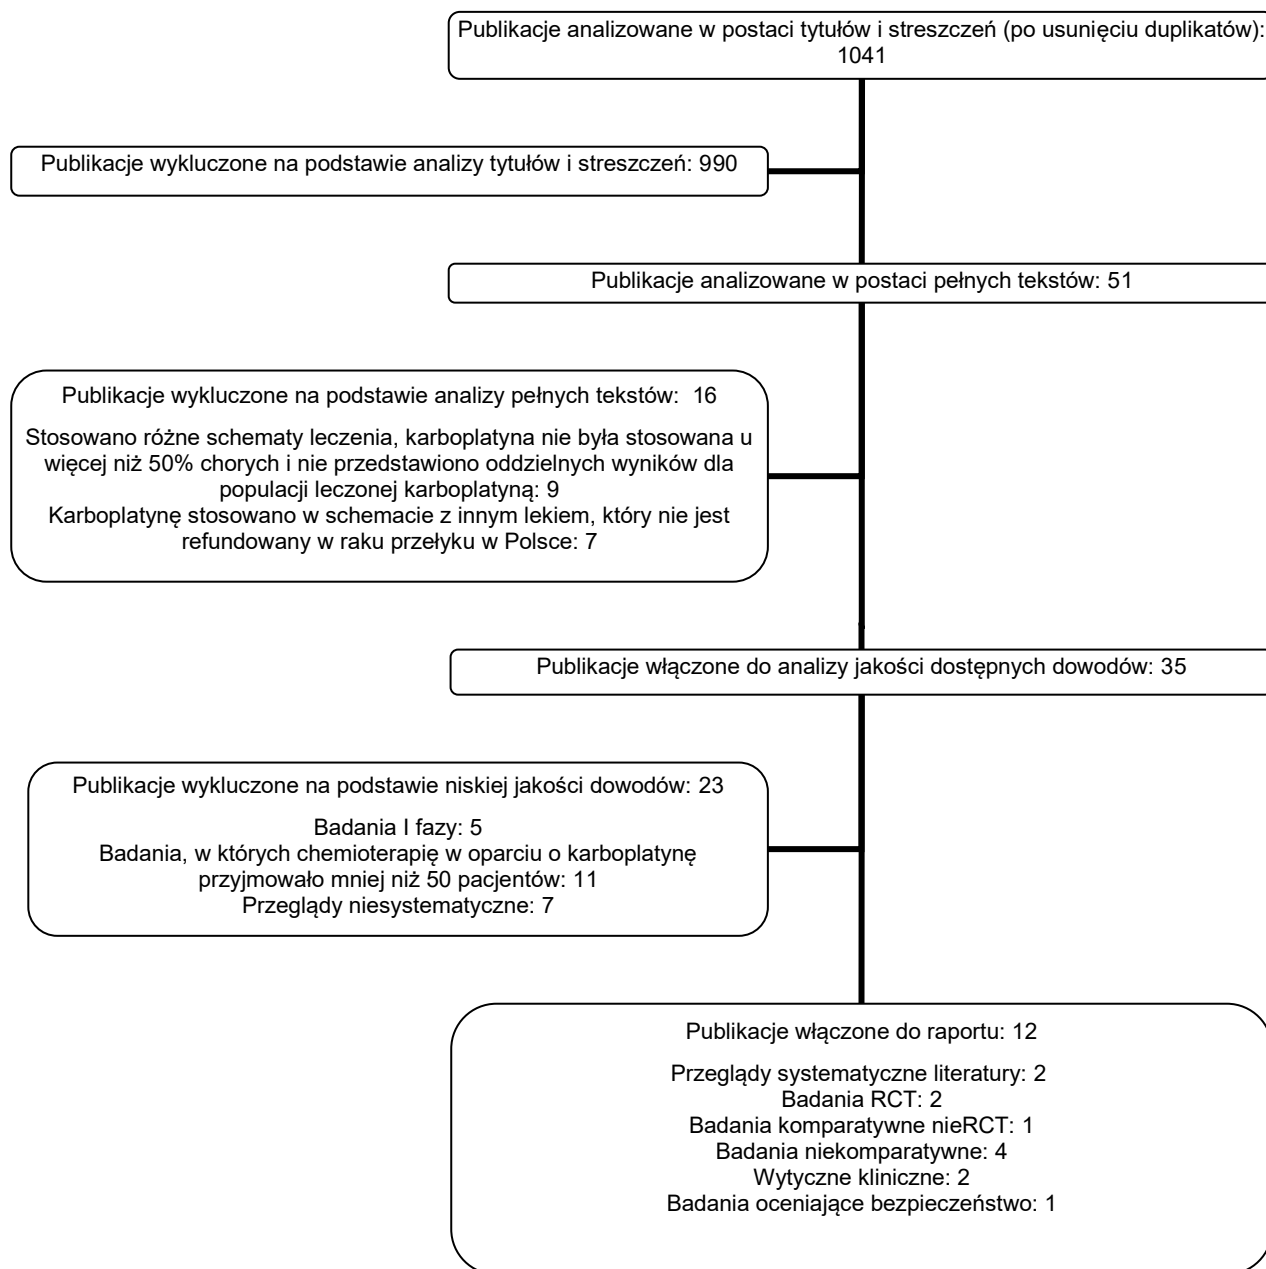 Publikacje analizowane w postaci tytułów i streszczeń (po usunięciu duplikatów):
1041
Publikacje wykluczone na podstawie analizy tytułów i streszczeń: 990
Publikacje analizowane w postaci pełnych tekstów: 51
Publikacje wykluczone na podstawie analizy pełnych tekstów: 16
Stosowano różne schematy leczenia, karboplatyna nie była stosowana u
więcej niż 50% chorych i nie przedstawiono oddzielnych wyników dla
populacji leczonej karboplatyną: 9
Karboplatynę stosowano w schemacie z innym lekiem, który nie jest
refundowany w raku przełyku w Polsce: 7
Publikacje włączone do analizy jakości dostępnych dowodów: 35
Publikacje wykluczone na podstawie niskiej jakości dowodów: 23
Badania I fazy: 5
Badania, w których chemioterapię w oparciu o karboplatynę
przyjmowało mniej niż 50 pacjentów: 11
Przeglądy niesystematyczne: 7
Publikacje włączone do raportu: 12
Przeglądy systematyczne literatury: 2
Badania RCT: 2
Badania komparatywne nieRCT: 1
Badania niekomparatywne: 4
Wytyczne kliniczne: 2
Badania oceniające bezpieczeństwo: 1